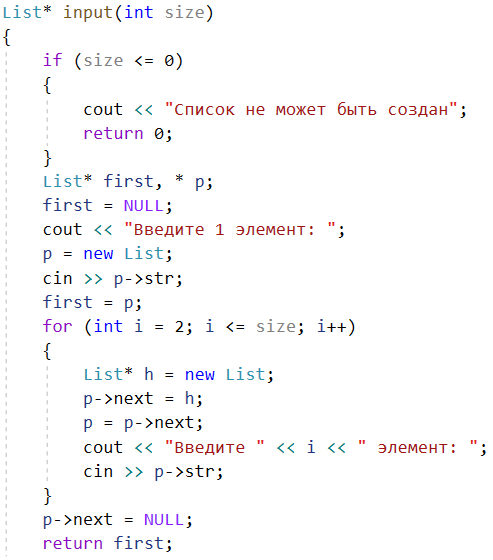 List* input(int size)
{
    if (size <= 0)
    {
        cout << "Список не может быть создан";
        return 0;
    }
    List* first, * p;
    first = NULL;
    cout << "Введите 1 элемент: ";
    p = new List;
    cin >> p->str;
    first = p;
    for (int i = 2; i <= size; i++)
    {
        List* h = new List;
        p->next = h;
        p = p->next;
        cout << "Введите " << i << " элемент: ";
        cin >> p->str;
    }
    p->next = NULL;
    return first;